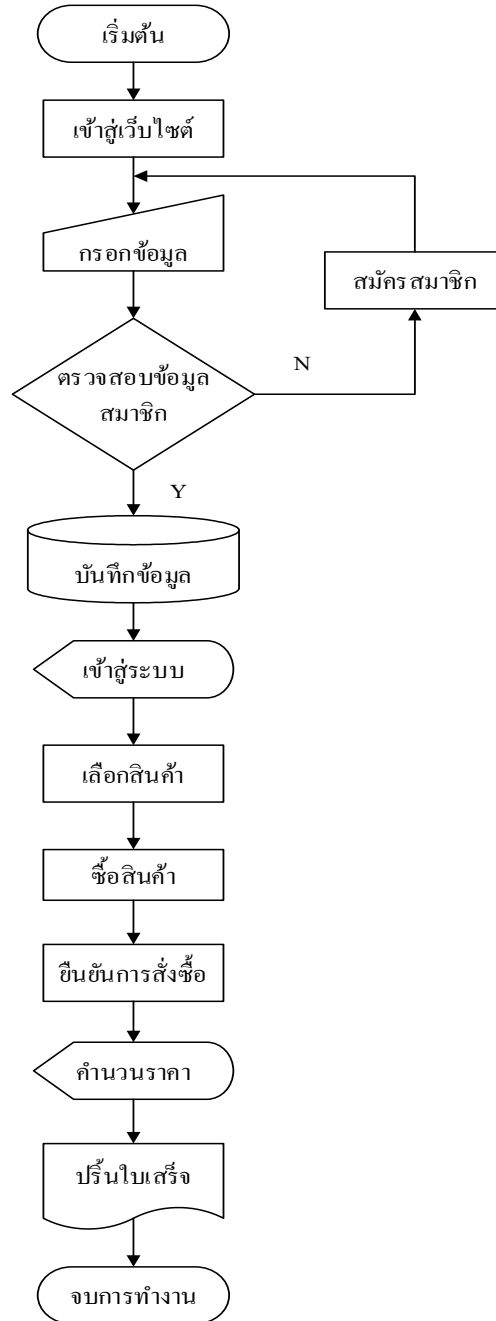 เริ่มต้น
เข้าสู่เว็บไซต์
กรอกข้อมูล
สมัครสมาชิก
ตรวจสอบข้อมูล
สมาชิก
N
Y
บันทึกข้อมูล
เข้าสู่ระบบ
เลือกสินค้า
ซื้อสินค้า
ยืนยันการสั่งซื้อ
คำนวนราคา
ปริ้นใบเสร็จ
จบการทำงาน